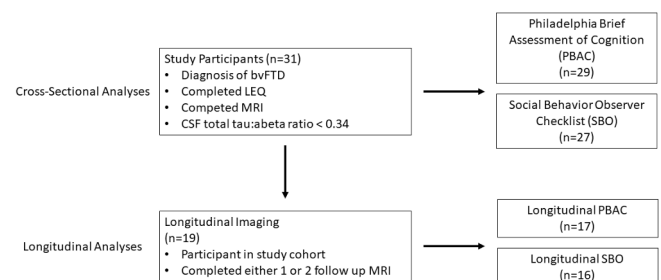 Cross-Sectional Analyses
Study Participants (n=31)
• Diagnosis of bvFTD
• Completed LEQ
• Competed MRI
• CSF total tau:abeta ratio < 0.34
Philadelphia Brief
Assessment of Cognition
(PBAC)
(n=29)
Social Behavior Observer
Checklist (SBO)
(n=27)
Longitudinal Analyses
Longitudinal Imaging
(n=19)
• Participant in study cohort
• Completed either 1 or 2 follow up MRI
Longitudinal PBAC
(n=17)
Longitudinal SBO
(n=16)